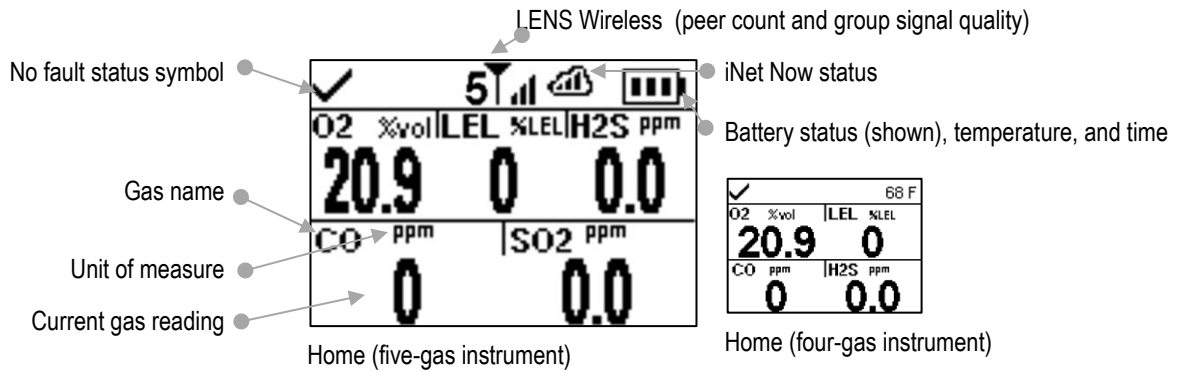 LENS Wireless (peer count and group signal quality)
No fault status symbol
iNet Now status
5
Battery status (shown), temperature, and time
O2 %vol LEL %LEL H2S ppm
20.9 0 0.0
Gas name
CO ppm SO2 ppm
Unit of measure
0 0.0
Current gas reading
Home (five-gas instrument)
68 F
O2 %vol LEL %LEL
20.9 0
CO ppm H2S ppm
0 0.0
Home (four-gas instrument)